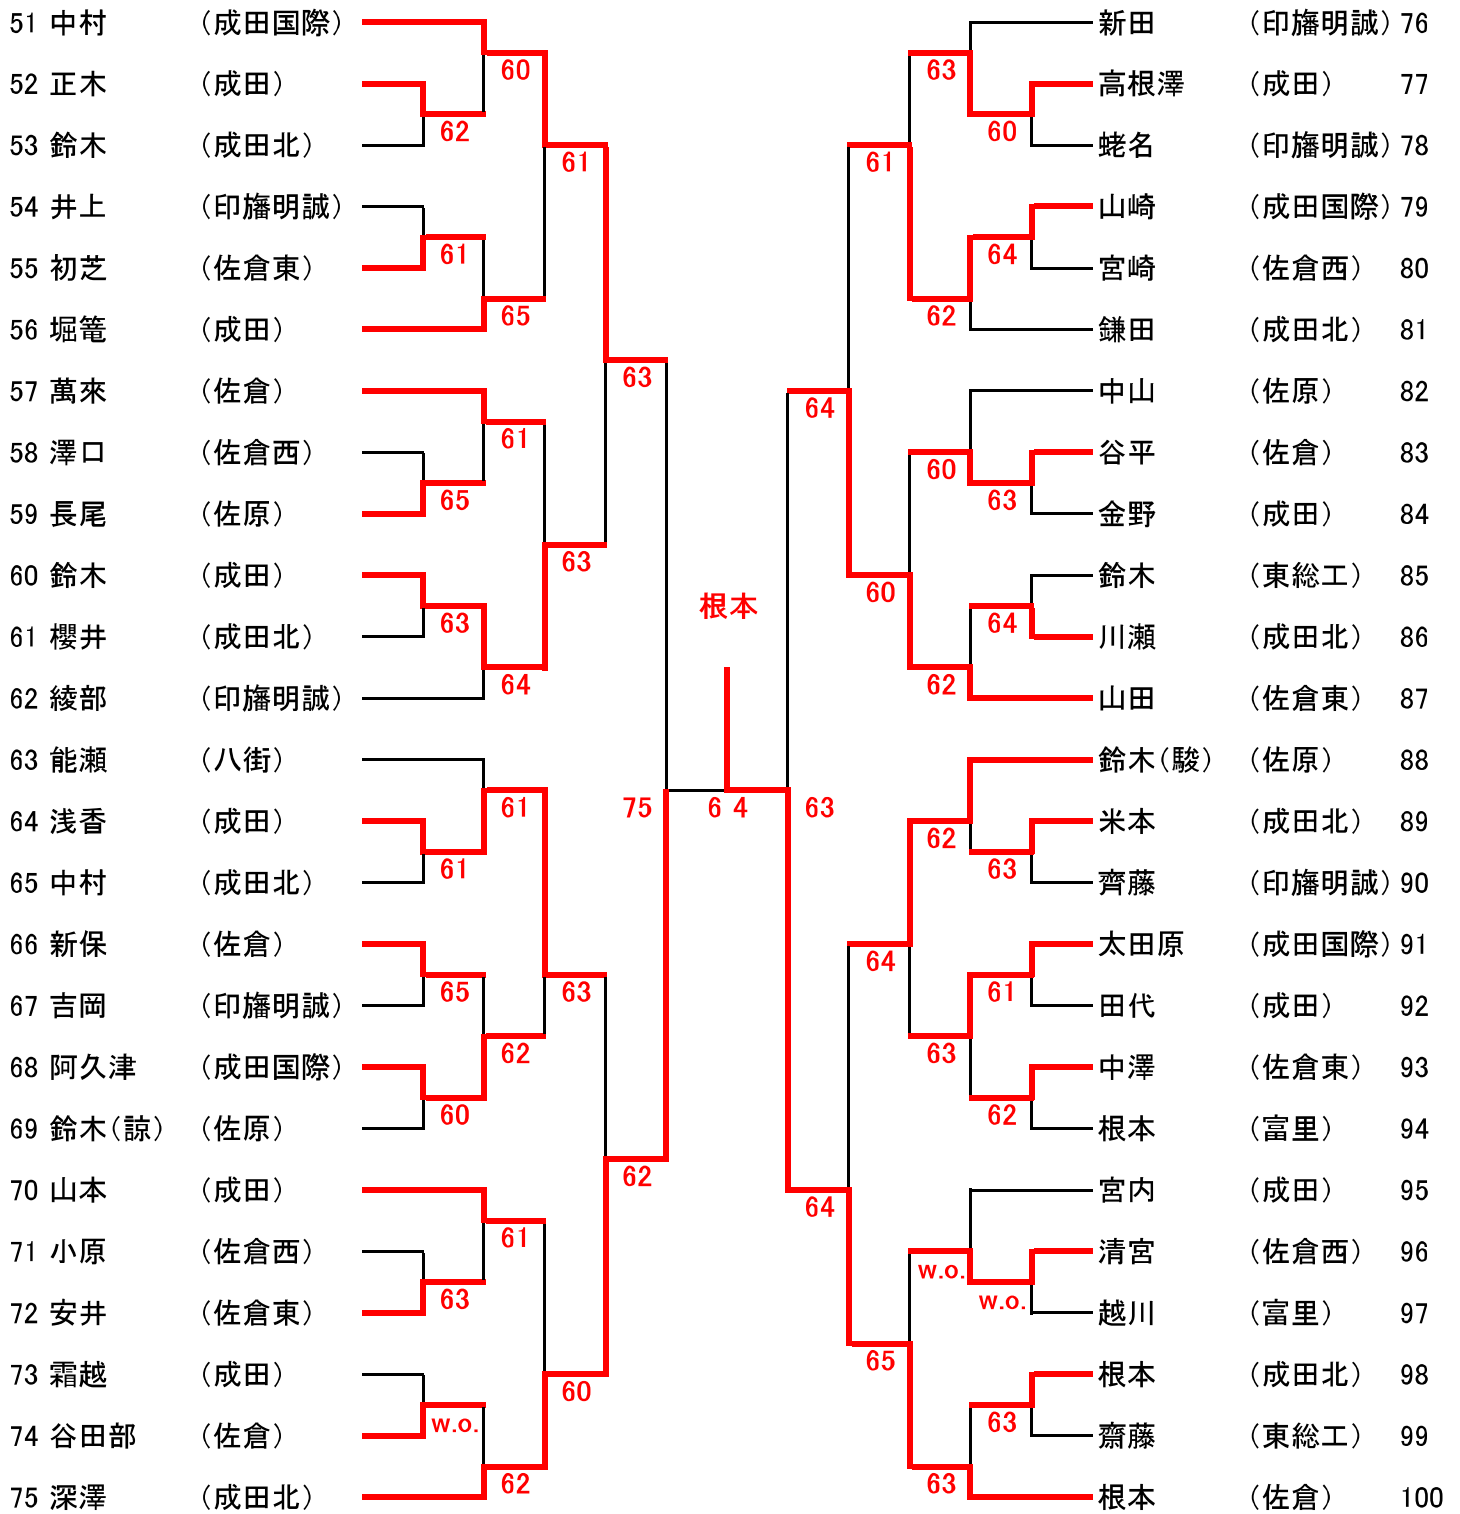 51 中村 （成田国際）
52 正木 （成田）
53 鈴木 （成田北）
54 井上 （印旛明誠）
55 初芝 （佐倉東）
56 堀篭 （成田）
57 萬來 （佐倉）
58 澤口 （佐倉西）
59 長尾 （佐原）
60 鈴木 （成田）
61 櫻井 （成田北）
62 綾部 （印旛明誠）
63 能瀬 （八街）
64 浅香 （成田）
65 中村 （成田北）
66 新保 （佐倉）
67 吉岡 （印旛明誠）
68 阿久津 （成田国際）
69 鈴木（諒） （佐原）
70 山本 （成田）
71 小原 （佐倉西）
72 安井 （佐倉東）
73 霜越 （成田）
74 谷田部 （佐倉）
75 深澤 （成田北）
62
61
65
63
61
65
60
63
w.o.
60
65
61
64
61
62
61
62
61
63
63
60
63
62
75
根本
6 4
63
64
64
61
60
64
65
63
62
60
62
62
63
w.o.
63
60
64
63
64
63
61
62
w.o.
63
新田 （印旛明誠） 76
高根澤 （成田） 77
蛯名 （印旛明誠） 78
山崎 （成田国際） 79
宮崎 （佐倉西） 80
鎌田 （成田北） 81
中山 （佐原） 82
谷平 （佐倉） 83
金野 （成田） 84
鈴木 （東総工） 85
川瀬 （成田北） 86
山田 （佐倉東） 87
鈴木（駿） （佐原） 88
米本 （成田北） 89
齊藤 （印旛明誠） 90
太田原 （成田国際） 91
田代 （成田） 92
中澤 （佐倉東） 93
根本 （富里） 94
宮内 （成田） 95
清宮 （佐倉西） 96
越川 （富里） 97
根本 （成田北） 98
齋藤 （東総工） 99
根本 （佐倉） 100